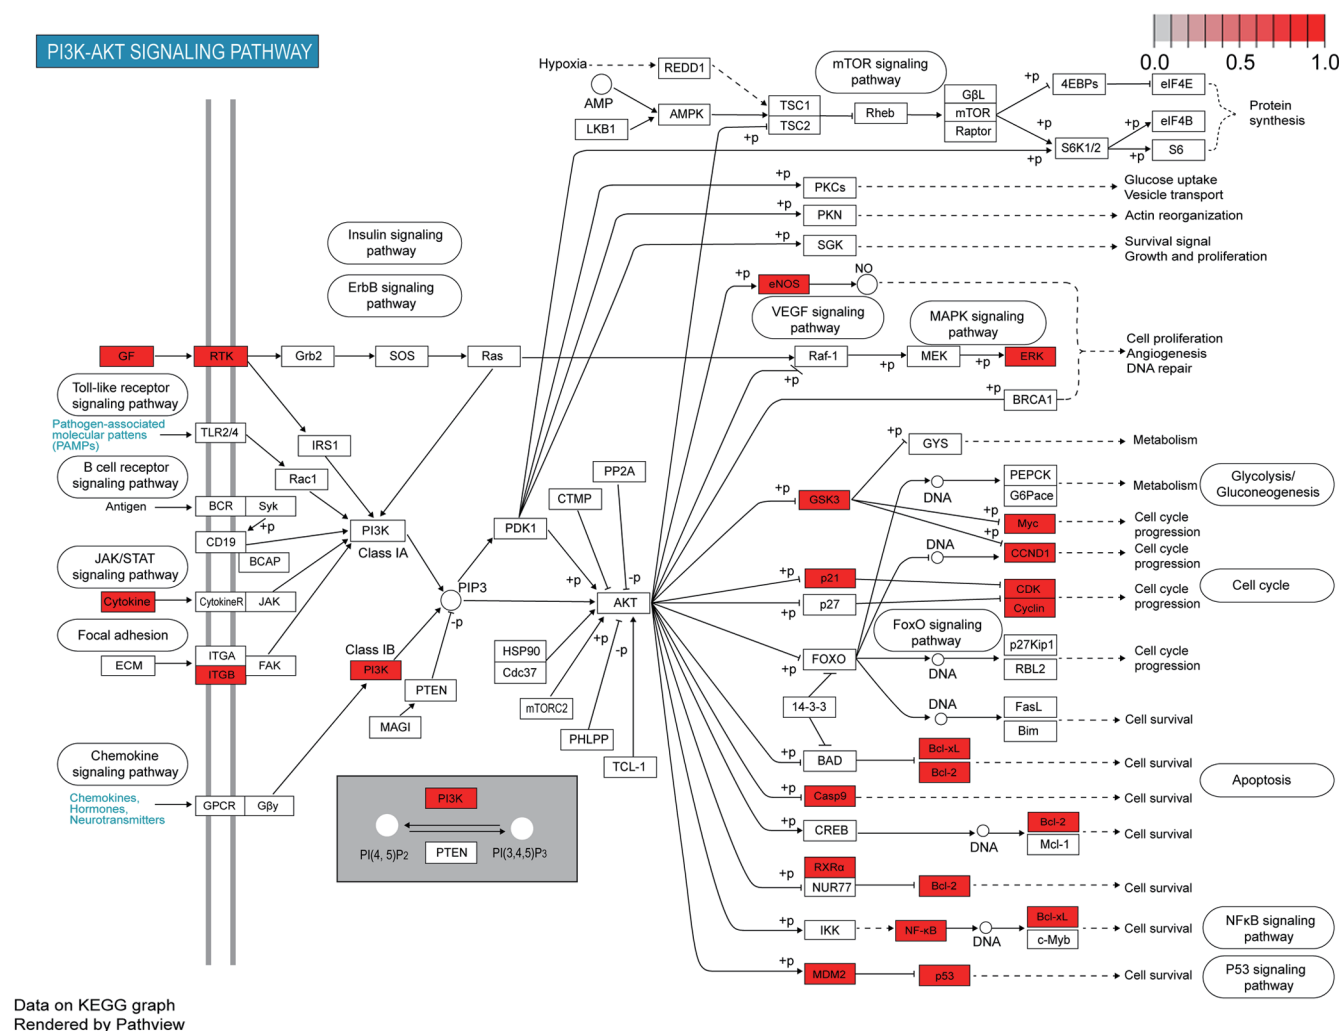 PI3K-AKT SIGNALING PATHWAY
0.0
0.5
1.0
Hypoxia
REDD1
mTOR signaling
pathway
AMP
LKB1
AMPK
TSC1
TSC2
+p
Rheb
GβL
mTOR
Raptor
+p
4EBPs
eIF4E
+p
S6K1/2
+p
+p
eIF4B
+p
S6
Protein
synthesis
+p
PKCs
Glucose uptake
Vesicle transport
+p
PKN
Actin reorganization
+p
SGK
Survival signal
Growth and proliferation
Insulin signaling
pathway
ErbB signaling
pathway
+p
eNOS
NO
VEGF signaling
pathway
MAPK signaling
pathway
GF
RTK
Grb2
SOS
Ras
Raf-1
+p
MEK
+p
ERK
+p
+p
BRCA1
Cell proliferation
Angiogenesis
DNA repair
Toll-like receptor
signaling pathway
Pathogen-associated
molecular pattens
(PAMPs)
TLR2/4
IRS1
Rac1
B cell receptor
signaling pathway
Antigen
BCR
Syk
+p
CD19
BCAP
PI3K
Class IA
JAK/STAT
signaling pathway
Cytokine
CytokineR
JAK
Focal adhesion
ECM
ITGA
ITGB
FAK
Chemokine
signaling pathway
Chemokines,
Hormones,
Neurotransmitters
GPCR
Gβγ
Class IB
PI3K
PIP3
-p
PTEN
MAGI
PDK1
CTMP
PP2A
+p
-p
AKT
HSP90
Cdc37
+p
-p
mTORC2
PHLPP
TCL-1
PI3K
PI(4, 5)P2
PTEN
PI(3,4,5)P3
+p
GYS
Metabolism
+p
GSK3
DNA
PEPCK
G6Pace
Metabolism
Glycolysis/
Gluconeogenesis
+p
Myc
Cell cycle
progression
+p
DNA
CCND1
Cell cycle
progression
+p
p21
+p
p27
CDK
Cyclin
Cell cycle
progression
Cell cycle
FoxO signaling
pathway
+p
FOXO
DNA
p27Kip1
RBL2
Cell cycle
progression
14-3-3
DNA
FasL
Bim
Cell survival
+p
BAD
Bcl-xL
Bcl-2
Cell survival
Apoptosis
+p
Casp9
Cell survival
+p
CREB
DNA
Bcl-2
Mcl-1
Cell survival
+p
RXRα
NUR77
Bcl-2
Cell survival
+p
IKK
NF-κB
DNA
Bcl-xL
c-Myb
Cell survival
NFκB signaling
pathway
+p
MDM2
p53
Cell survival
P53 signaling
pathway
Data on KEGG graph
Rendered by Pathview